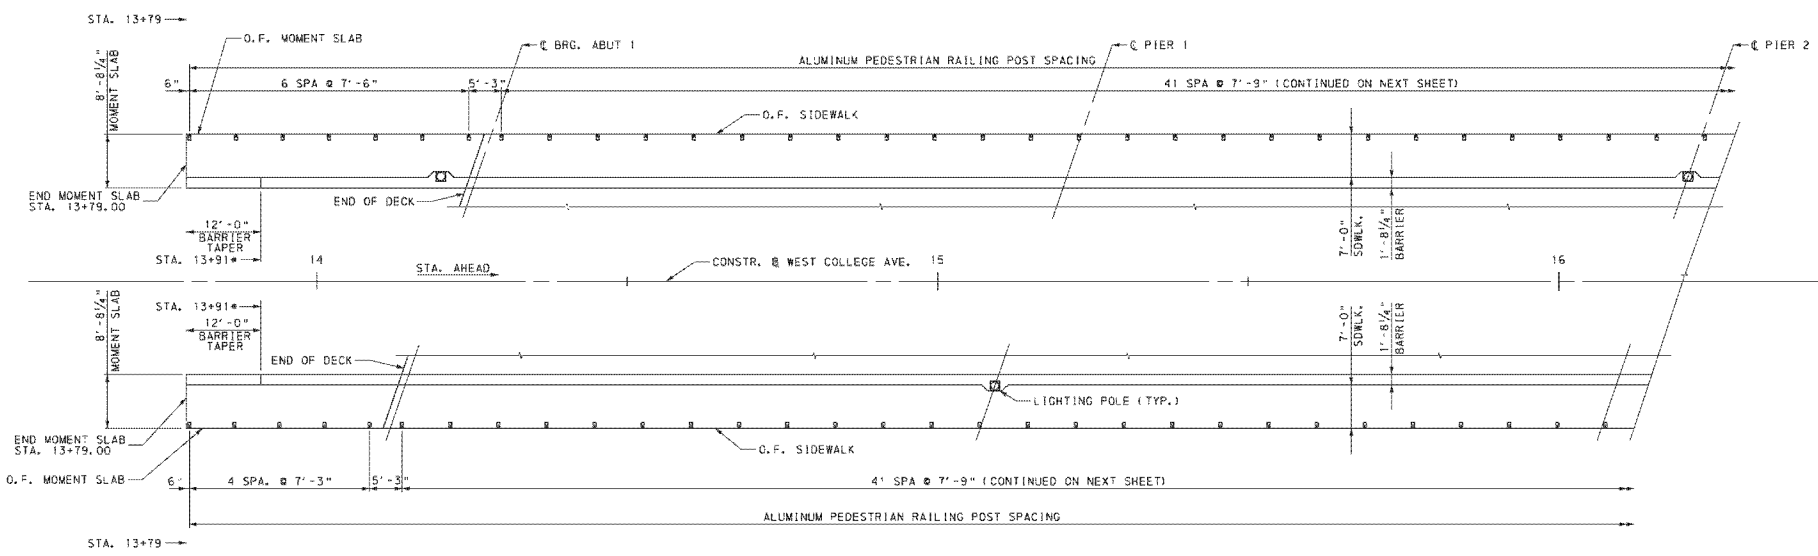 STA. 13+79
O.F. MOMENT SLAB
℄ BRG. ABUT 1
℄ PIER 1
℄ PIER 2
ALUMINUM PEDESTRIAN RAILING POST SPACING
8'-8¼"
MOMENT SLAB
6"
6 SPA @ 7'-6"
5'-3"
41 SPA @ 7'-9" (CONTINUED ON NEXT SHEET)
O.F. SIDEWALK
END MOMENT SLAB
STA. 13+79.00
END OF DECK
12'-0"
BARRIER
TAPER
7'-0"
SDWLK.
1'-8¼"
BARRIER
STA. 13+91*
14
STA. AHEAD
CONSTR. ℄ WEST COLLEGE AVE.
15
16
STA. 13+91*
12'-0"
BARRIER
TAPER
8'-8¼"
MOMENT SLAB
7'-0"
SDWLK.
1'-8¼"
BARRIER
END OF DECK
LIGHTING POLE (TYP.)
END MOMENT SLAB
STA. 13+79.00
O.F. SIDEWALK
O.F. MOMENT SLAB
6"
4 SPA. @ 7'-3"
5'-3"
4' SPA @ 7'-9" (CONTINUED ON NEXT SHEET)
ALUMINUM PEDESTRIAN RAILING POST SPACING
STA. 13+79